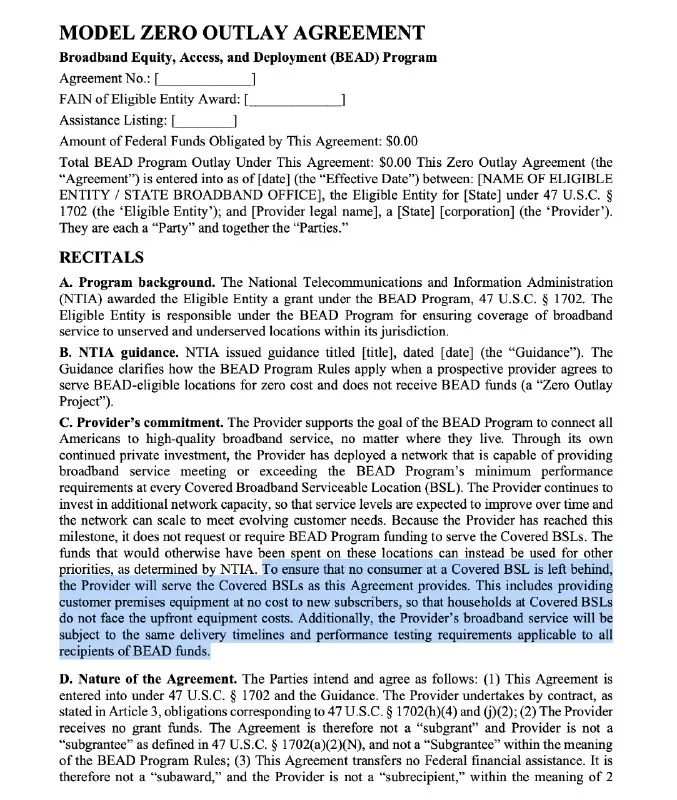 MODEL ZERO OUTLAY AGREEMENT
Broadband Equity, Access, and Deployment (BEAD) Program
Agreement No.: [____________]
FAIN of Eligible Entity Award: [____________]
Assistance Listing: [________]
Amount of Federal Funds Obligated by This Agreement: $0.00
Total BEAD Program Outlay Under This Agreement: $0.00 This Zero Outlay Agreement (the
“Agreement”) is entered into as of [date] (the “Effective Date”) between: [NAME OF ELIGIBLE
ENTITY / STATE BROADBAND OFFICE], the Eligible Entity for [State] under 47 U.S.C. §
1702 (the ‘Eligible Entity’); and [Provider legal name], a [State] [corporation] (the ‘Provider’).
They are each a “Party” and together the “Parties.”
RECITALS
A. Program background. The National Telecommunications and Information Administration
(NTIA) awarded the Eligible Entity a grant under the BEAD Program, 47 U.S.C. § 1702. The
Eligible Entity is responsible under the BEAD Program for ensuring coverage of broadband
service to unserved and underserved locations within its jurisdiction.
B. NTIA guidance. NTIA issued guidance titled [title], dated [date] (the “Guidance”). The
Guidance clarifies how the BEAD Program Rules apply when a prospective provider agrees to
serve BEAD-eligible locations for zero cost and does not receive BEAD funds (a “Zero Outlay
Project”).
C. Provider’s commitment. The Provider supports the goal of the BEAD Program to connect all
Americans to high-quality broadband service, no matter where they live. Through its own
continued private investment, the Provider has deployed a network that is capable of providing
broadband service meeting or exceeding the BEAD Program’s minimum performance
requirements at every Covered Broadband Serviceable Location (BSL). The Provider continues to
invest in additional network capacity, so that service levels are expected to improve over time and
the network can scale to meet evolving customer needs. Because the Provider has reached this
milestone, it does not request or require BEAD Program funding to serve the Covered BSLs. The
funds that would otherwise have been spent on these locations can instead be used for other
priorities, as determined by NTIA. To ensure that no consumer at a Covered BSL is left behind,
the Provider will serve the Covered BSLs as this Agreement provides. This includes providing
customer premises equipment at no cost to new subscribers, so that households at Covered BSLs
do not face the upfront equipment costs. Additionally, the Provider’s broadband service will be
subject to the same delivery timelines and performance testing requirements applicable to all
recipients of BEAD funds.
D. Nature of the Agreement. The Parties intend and agree as follows: (1) This Agreement is
entered into under 47 U.S.C. § 1702 and the Guidance. The Provider undertakes by contract, as
stated in Article 3, obligations corresponding to 47 U.S.C. § 1702(h)(4) and (j)(2); (2) The Provider
receives no grant funds. The Agreement is therefore not a “subgrant” and Provider is not a
“subgrantee” as defined in 47 U.S.C. § 1702(a)(2)(N), and not a “Subgrantee” within the meaning
of the BEAD Program Rules; (3) This Agreement transfers no Federal financial assistance. It is
therefore not a “subaward,” and the Provider is not a “subrecipient,” within the meaning of 2